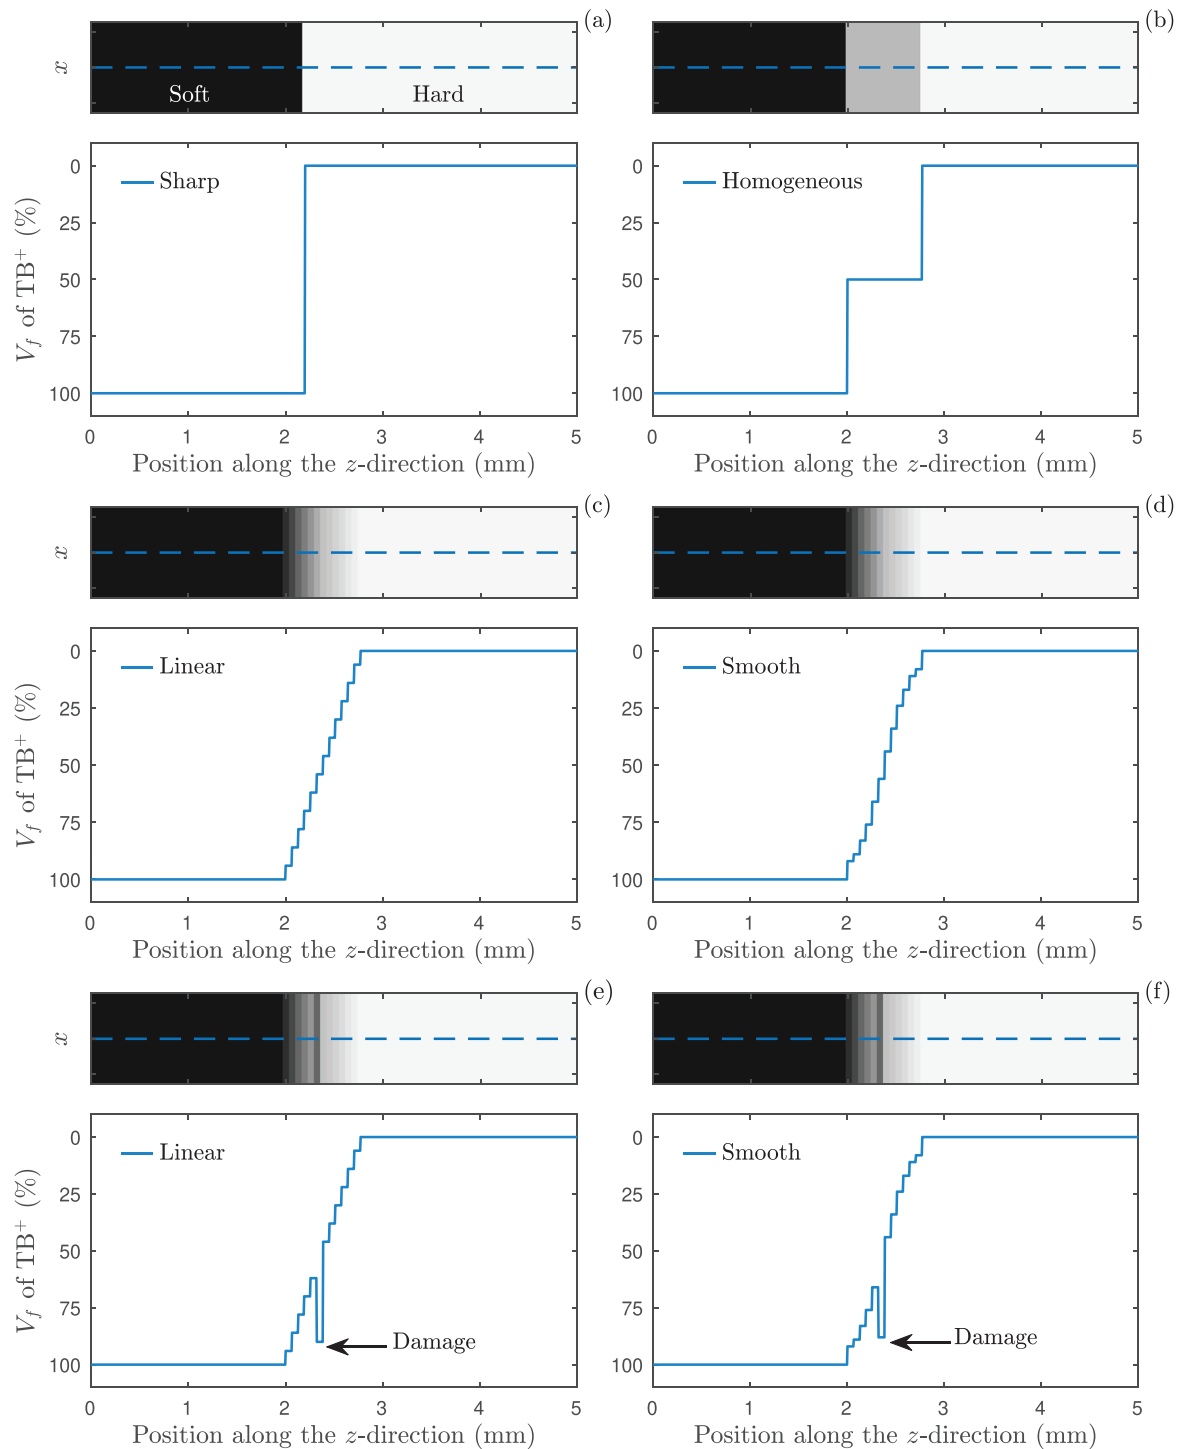 (a)
x
Soft
Hard
V_f of TB⁺ (%)
0
25
50
75
100
Sharp
0 1 2 3 4 5
Position along the z-direction (mm)
(b)
0
25
50
75
100
Homogeneous
0 1 2 3 4 5
Position along the z-direction (mm)
(c)
x
V_f of TB⁺ (%)
0
25
50
75
100
Linear
0 1 2 3 4 5
Position along the z-direction (mm)
(d)
0
25
50
75
100
Smooth
0 1 2 3 4 5
Position along the z-direction (mm)
(e)
x
V_f of TB⁺ (%)
0
25
50
75
100
Linear
Damage
0 1 2 3 4 5
Position along the z-direction (mm)
(f)
0
25
50
75
100
Smooth
Damage
0 1 2 3 4 5
Position along the z-direction (mm)